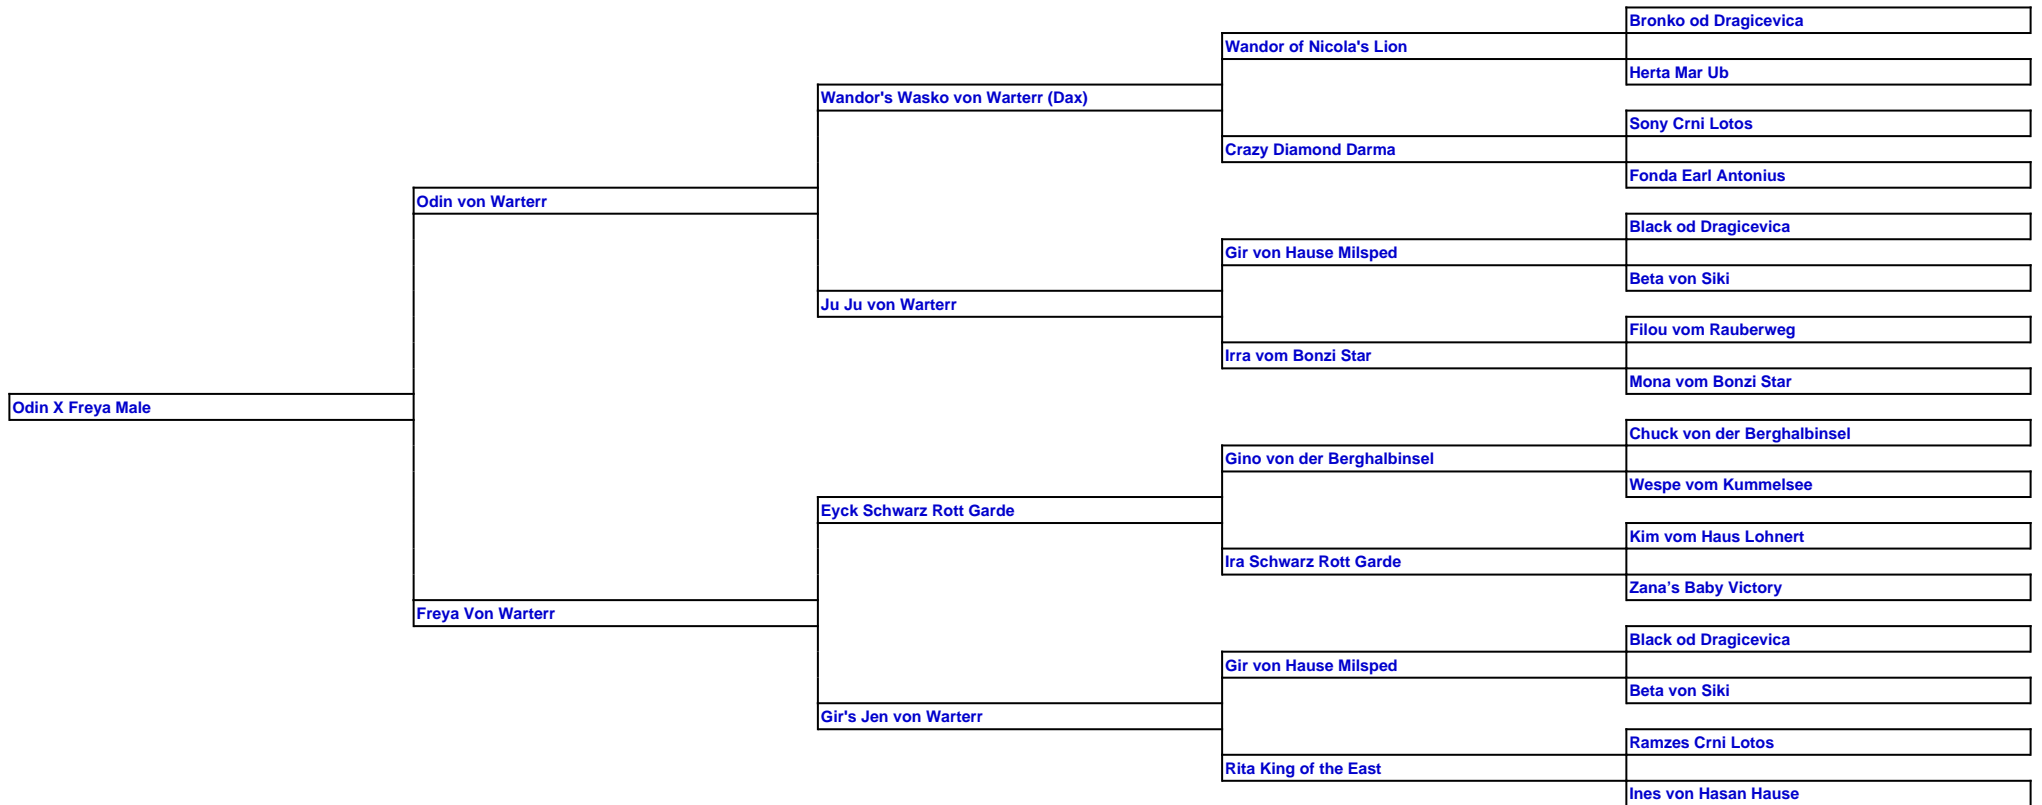 Bronko od Dragicevica
Wandor of Nicola's Lion
Herta Mar Ub
Wandor's Wasko von Warterr (Dax)
Sony Crni Lotos
Crazy Diamond Darma
Fonda Earl Antonius
Odin von Warterr
Black od Dragicevica
Gir von Hause Milsped
Beta von Siki
Ju Ju von Warterr
Filou vom Rauberweg
Irra vom Bonzi Star
Mona vom Bonzi Star
Odin X Freya Male
Chuck von der Berghalbinsel
Gino von der Berghalbinsel
Wespe vom Kummelsee
Eyck Schwarz Rott Garde
Kim vom Haus Lohnert
Ira Schwarz Rott Garde
Zana’s Baby Victory
Freya Von Warterr
Black od Dragicevica
Gir von Hause Milsped
Beta von Siki
Gir's Jen von Warterr
Ramzes Crni Lotos
Rita King of the East
Ines von Hasan Hause